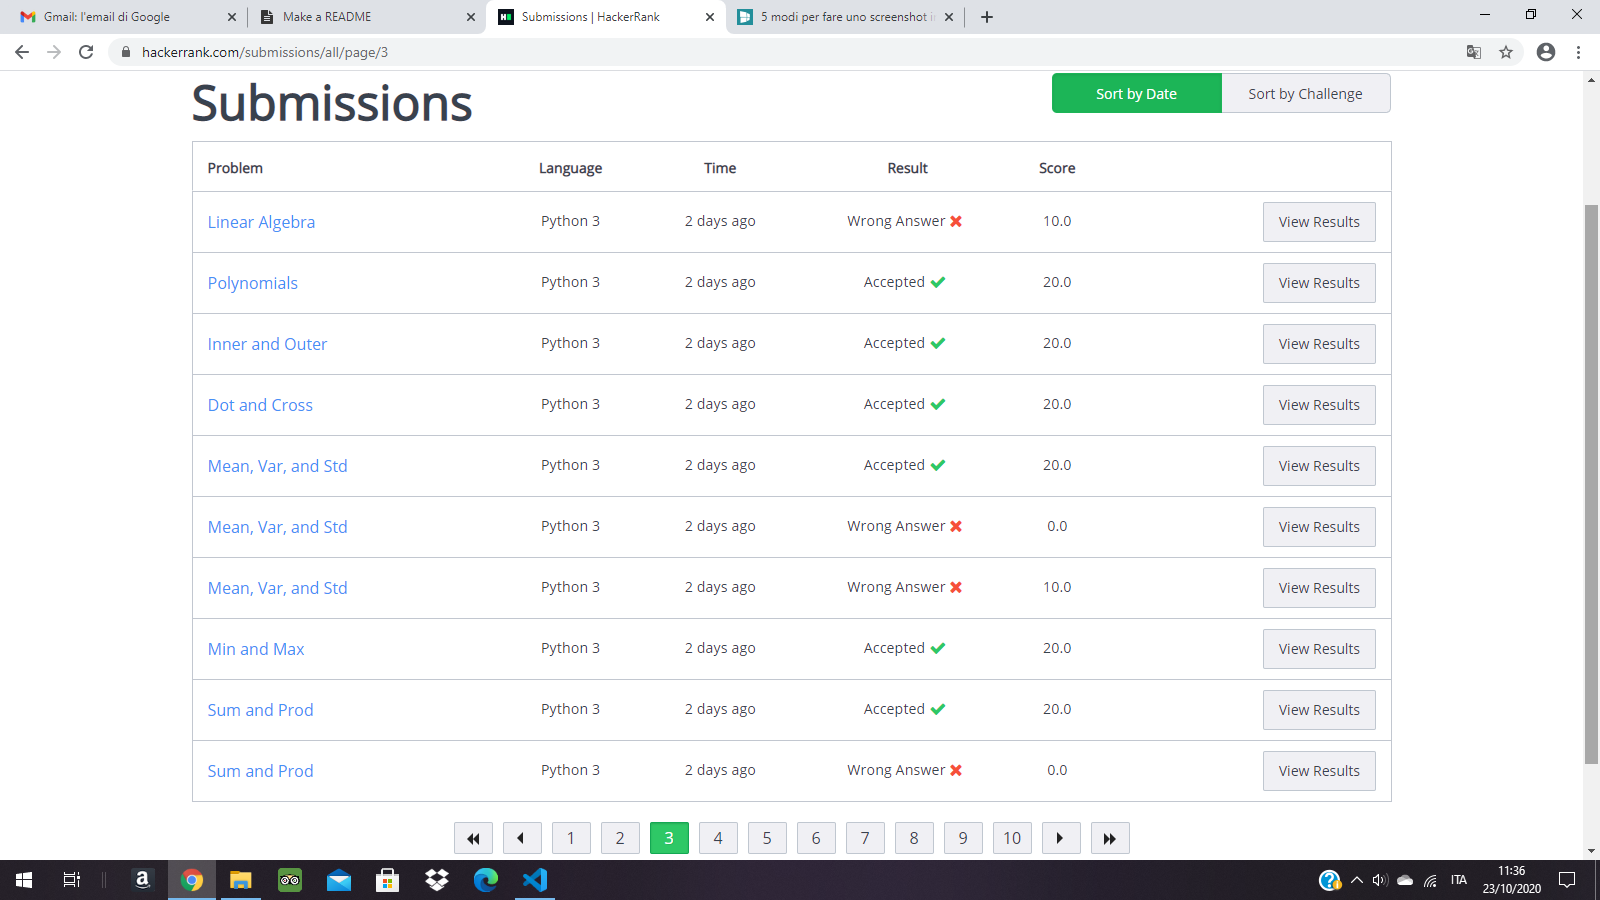 Gmail: l'email di Google
Make a README
Submissions | HackerRank
5 modi per fare uno screenshot i
hackerrank.com/submissions/all/page/3
Submissions
Sort by Date Sort by Challenge
Problem Language Time Result Score
Linear Algebra Python 3 2 days ago Wrong Answer 10.0 View Results
Polynomials Python 3 2 days ago Accepted 20.0 View Results
Inner and Outer Python 3 2 days ago Accepted 20.0 View Results
Dot and Cross Python 3 2 days ago Accepted 20.0 View Results
Mean, Var, and Std Python 3 2 days ago Accepted 20.0 View Results
Mean, Var, and Std Python 3 2 days ago Wrong Answer 0.0 View Results
Mean, Var, and Std Python 3 2 days ago Wrong Answer 10.0 View Results
Min and Max Python 3 2 days ago Accepted 20.0 View Results
Sum and Prod Python 3 2 days ago Accepted 20.0 View Results
Sum and Prod Python 3 2 days ago Wrong Answer 0.0 View Results
1 2 3 4 5 6 7 8 9 10
ITA
11:36
23/10/2020